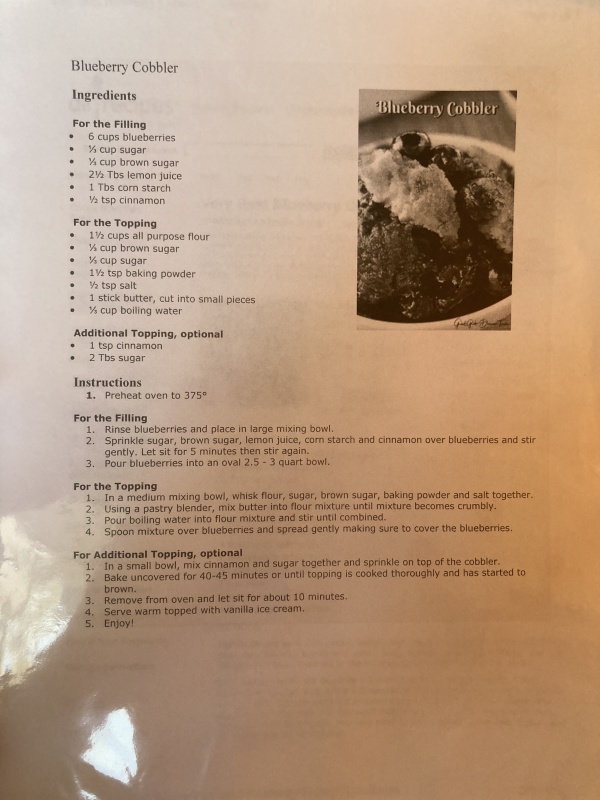 Blueberry Cobbler
Ingredients
Blueberry Cobbler
For the Filling
• 6 cups blueberries
• ⅓ cup sugar
• ⅓ cup brown sugar
• 2½ Tbs lemon juice
• 1 Tbs corn starch
• ½ tsp cinnamon
For the Topping
• 1½ cups all purpose flour
• ⅓ cup brown sugar
• ⅓ cup sugar
• 1½ tsp baking powder
• ½ tsp salt
• 1 stick butter, cut into small pieces
• ⅓ cup boiling water
Additional Topping, optional
• 1 tsp cinnamon
• 2 Tbs sugar
Instructions
1. Preheat oven to 375°
For the Filling
1. Rinse blueberries and place in large mixing bowl.
2. Sprinkle sugar, brown sugar, lemon juice, corn starch and cinnamon over blueberries and stir
gently. Let sit for 5 minutes then stir again.
3. Pour blueberries into an oval 2.5 - 3 quart bowl.
For the Topping
1. In a medium mixing bowl, whisk flour, sugar, brown sugar, baking powder and salt together.
2. Using a pastry blender, mix butter into flour mixture until mixture becomes crumbly.
3. Pour boiling water into flour mixture and stir until combined.
4. Spoon mixture over blueberries and spread gently making sure to cover the blueberries.
For Additional Topping, optional
1. In a small bowl, mix cinnamon and sugar together and sprinkle on top of the cobbler.
2. Bake uncovered for 40-45 minutes or until topping is cooked thoroughly and has started to
brown.
3. Remove from oven and let sit for about 10 minutes.
4. Serve warm topped with vanilla ice cream.
5. Enjoy!